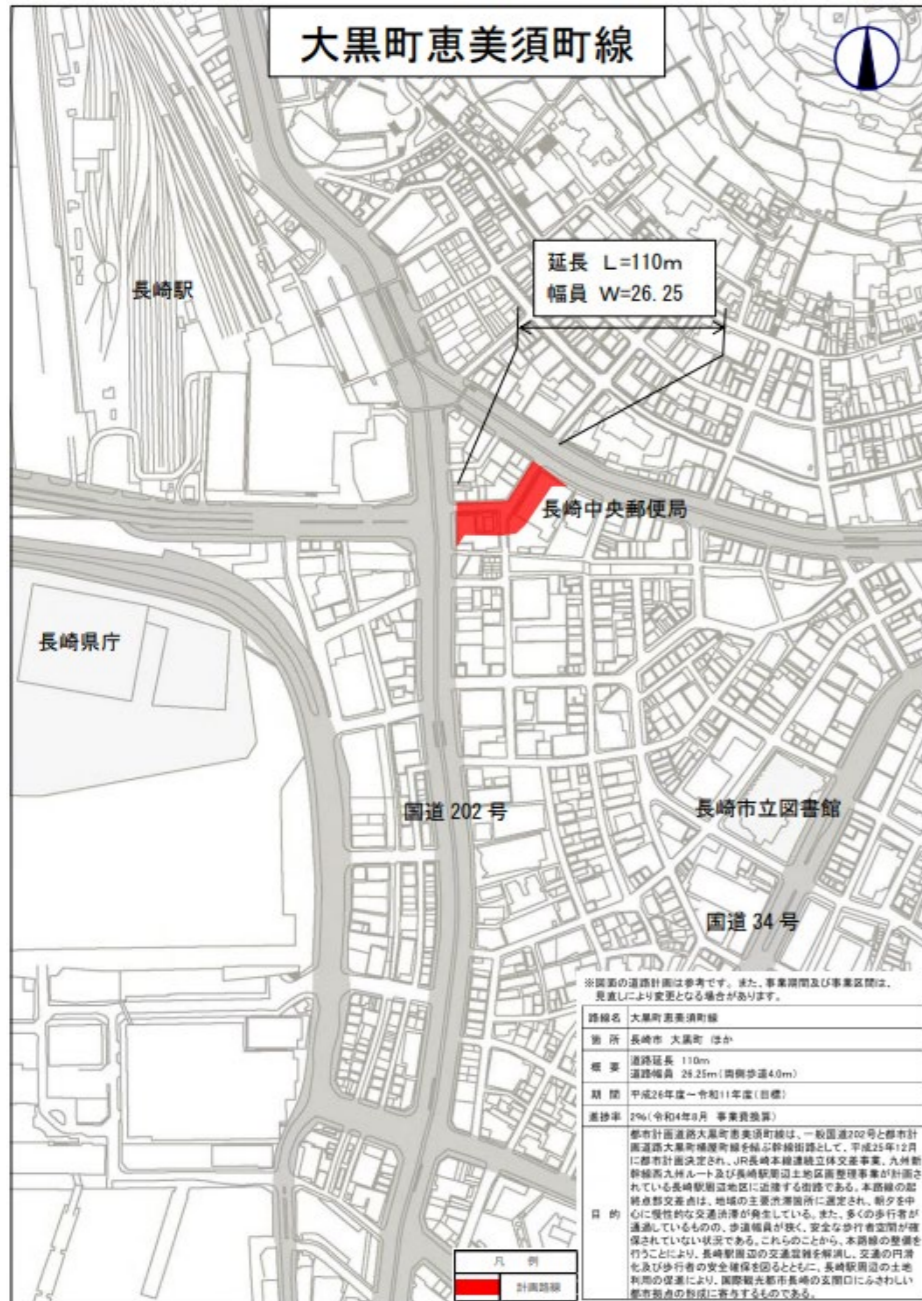 大黒町恵美須町線
延長 L=110m
幅員 W=26.25
長崎駅
長崎中央郵便局
長崎県庁
国道 202 号
長崎市立図書館
国道 34 号
※図面の道路計画は参考です。また、事業期間及び事業区間は、
見直しにより変更となる場合があります。
路線名 大黒町恵美須町線
箇所 長崎市 大黒町 ほか
概要 道路延長 110m
道路幅員 26.25m(両側歩道4.0m)
期間 平成26年度~令和11年度(目標)
進捗率 2%(令和4年8月 事業費換算)
目的
都市計画道路大黒町恵美須町線は、一般国道202号と都市計
画道路大黒町桶屋町線を結ぶ幹線街路として、平成25年12月
に都市計画決定され、JR長崎本線連続立体交差事業、九州新
幹線西九州ルート及び長崎駅周辺土地区画整理事業が計画さ
れている長崎駅周辺地区に近接する街路である。本路線の起
終点部交差点は、地域の主要渋滞箇所に選定され、朝夕を中
心に慢性的な交通渋滞が発生している。また、多くの歩行者が
通過しているものの、歩道幅員が狭く、安全な歩行者空間が確
保されていない状況である。これらのことから、本路線の整備を
行うことにより、長崎駅周辺の交通混雑を解消し、交通の円滑
化及び歩行者の安全確保を図るとともに、長崎駅周辺の土地
利用の促進により、国際観光都市長崎の玄関口にふさわしい
都市拠点の形成に寄与するものである。
凡例
計画路線